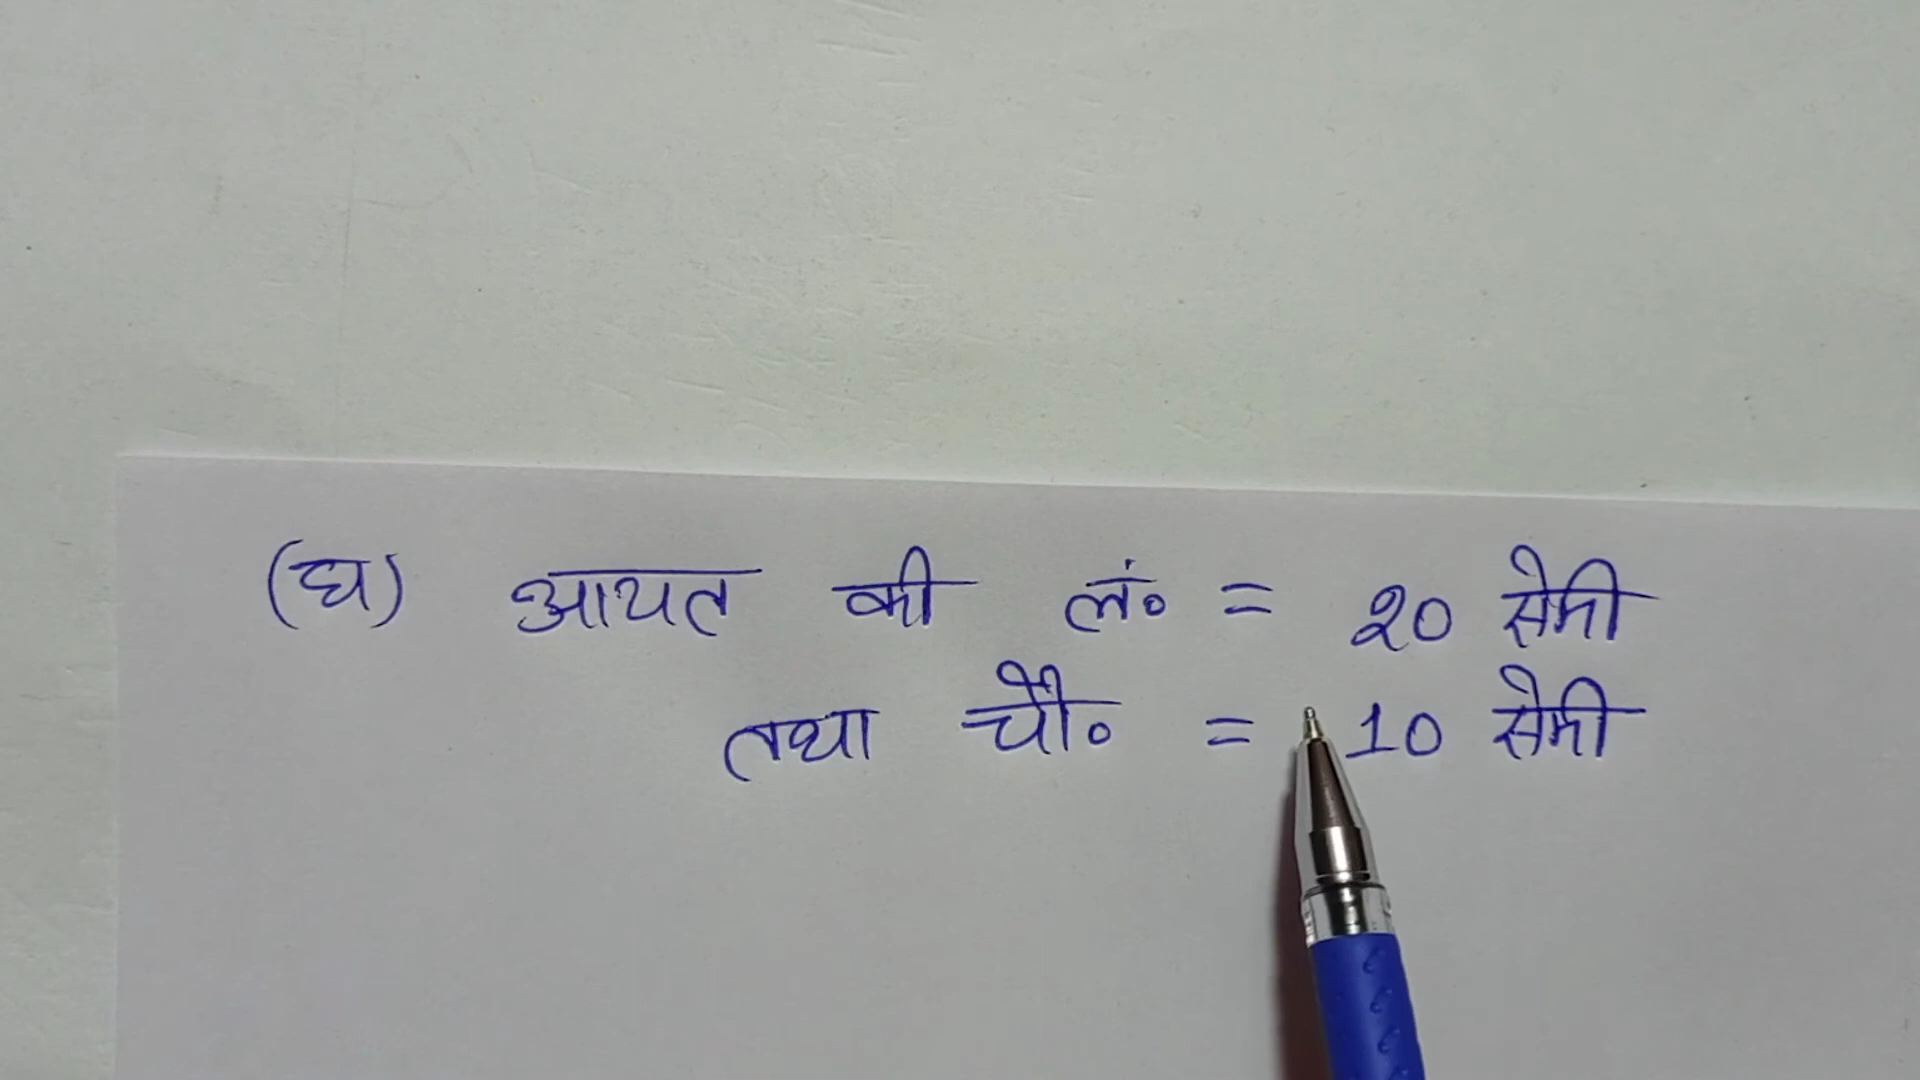 (घ) आयत की लं० = 20 सेमी
तथा चौ० = 10 सेमी